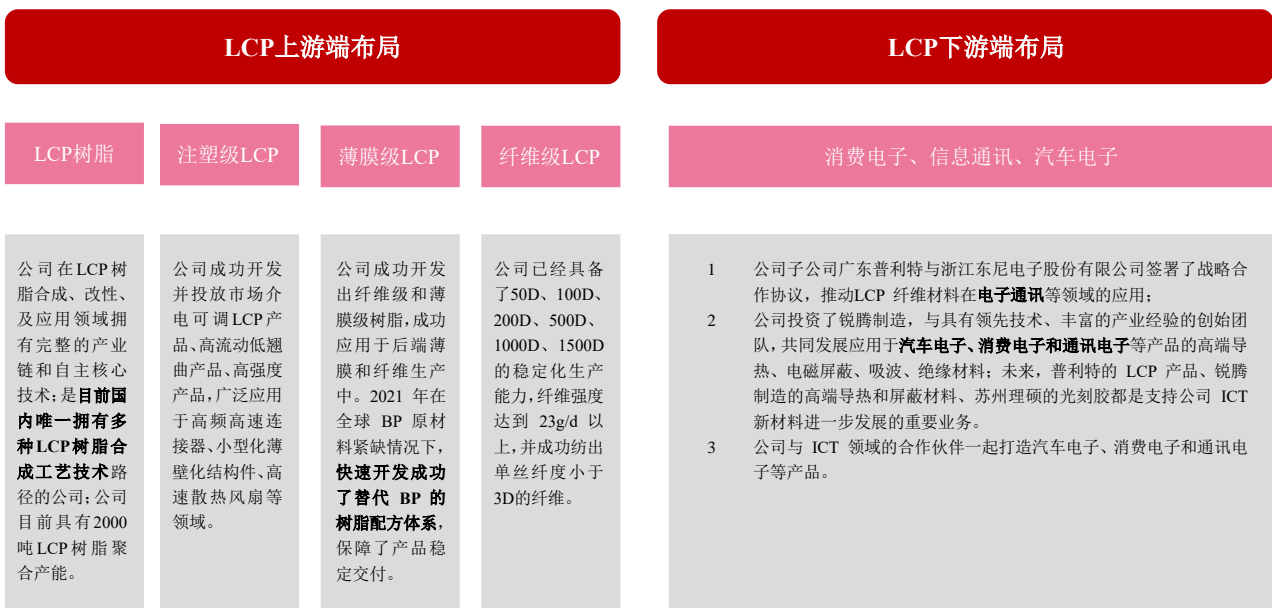 LCP上游端布局
LCP树脂
注塑级LCP
薄膜级LCP
纤维级LCP
公司在LCP树
脂合成、改性、
及应用领域拥
有完整的产业
链和自主核心
技术；是目前国
内唯一拥有多
种LCP树脂合
成工艺技术路
径的公司；公司
目前具有2000
吨LCP树脂聚
合产能。
公司成功开发
并投放市场介
电可调LCP产
品、高流动低翘
曲产品、高强度
产品，广泛应用
于高频高速连
接器、小型化薄
壁化结构件、高
速散热风扇等
领域。
公司成功开发
出纤维级和薄
膜级树脂，成功
应用于后端薄
膜和纤维生产
中。2021 年在
全球 BP 原材
料紧缺情况下，
快速开发成功
了替代 BP 的
树脂配方体系，
保障了产品稳
定交付。
公司已经具备
了50D、100D、
200D、500D、
1000D、1500D
的稳定化生产
能力，纤维强度
达到 23g/d 以
上，并成功纺出
单丝纤度小于
3D的纤维。
LCP下游端布局
消费电子、信息通讯、汽车电子
1 公司子公司广东普利特与浙江东尼电子股份有限公司签署了战略合
作协议，推动LCP 纤维材料在电子通讯等领域的应用；
2 公司投资了锐腾制造，与具有领先技术、丰富的产业经验的创始团
队，共同发展应用于汽车电子、消费电子和通讯电子等产品的高端导
热、电磁屏蔽、吸波、绝缘材料；未来，普利特的 LCP 产品、锐腾
制造的高端导热和屏蔽材料、苏州理硕的光刻胶都是支持公司 ICT
新材料进一步发展的重要业务。
3 公司与 ICT 领域的合作伙伴一起打造汽车电子、消费电子和通讯电
子等产品。